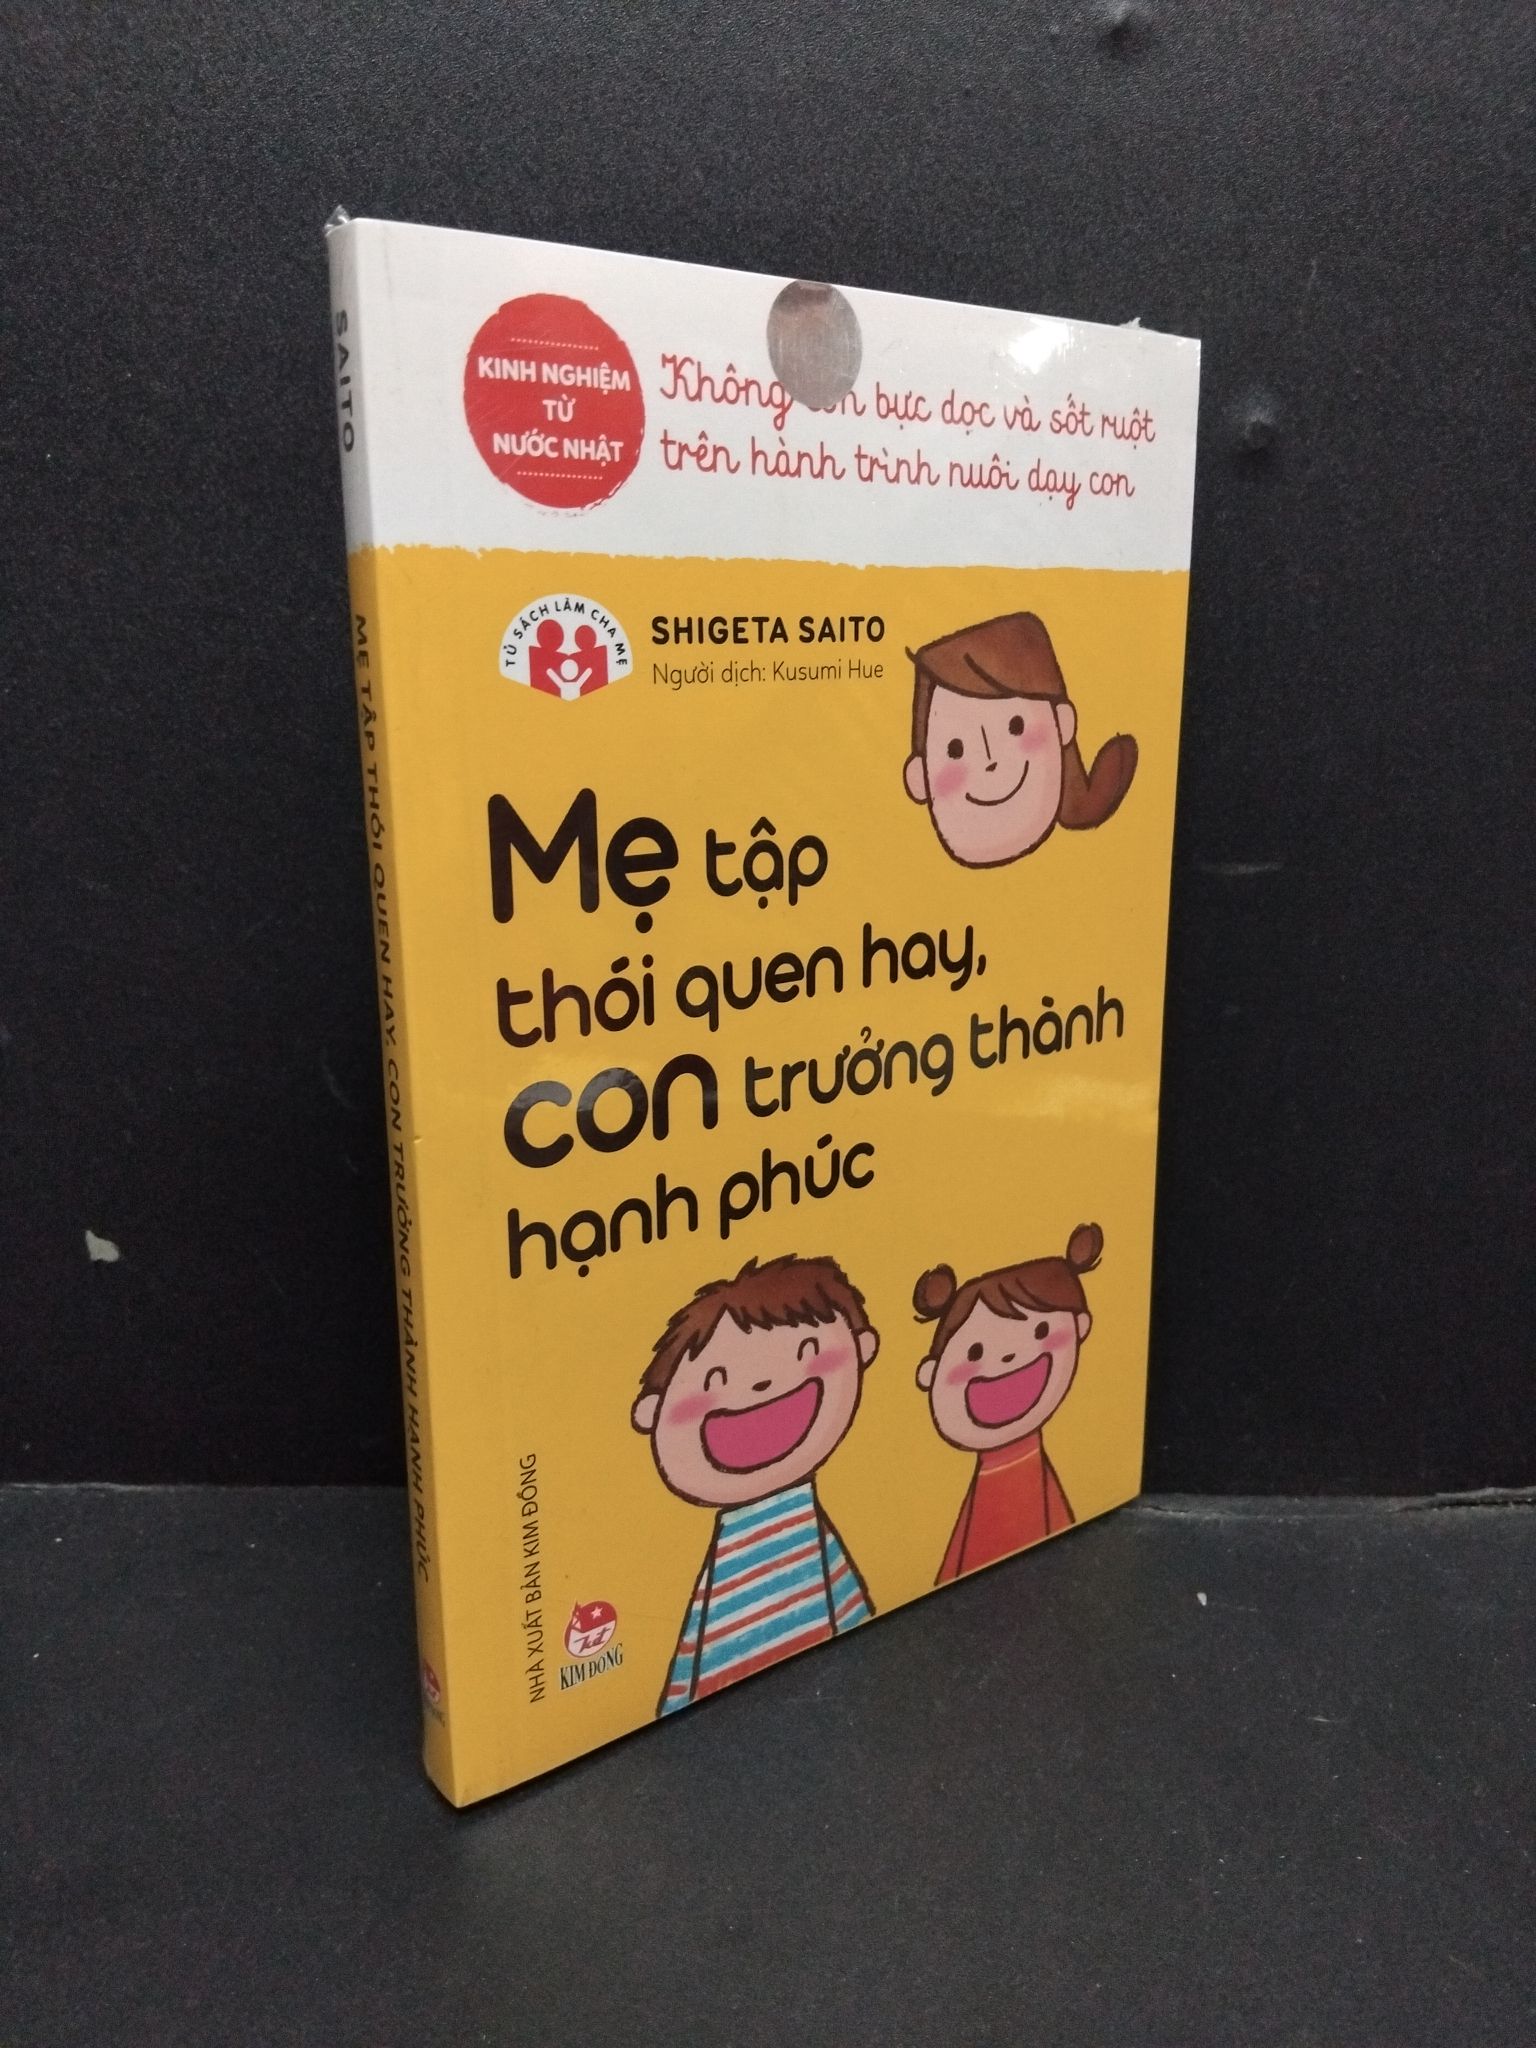 KINH NGHIỆM
TỪ
NƯỚC NHẬT
Không bực dọc và sốt ruột
trên hành trình nuôi dạy con
TỦ SÁCH LÀM CHA MẸ
SHIGETA SAITO
Người dịch: Kusumi Hue
Mẹ tập
thói quen hay,
con trưởng thành
hạnh phúc
NHÀ XUẤT BẢN KIM ĐỒNG
KIM ĐỒNG
SAITO
MẸ TẬP THÓI QUEN HAY, CON TRƯỞNG THÀNH HẠNH PHÚC